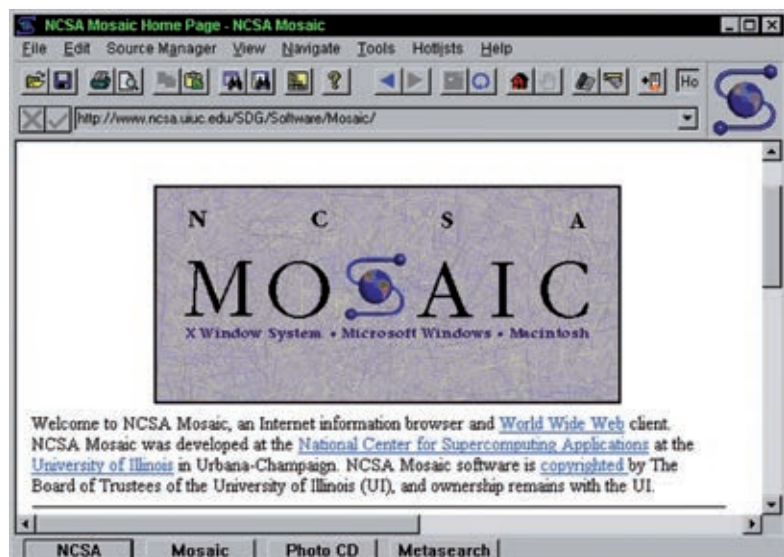 NCSA Mosaic Home Page - NCSA Mosaic
File Edit Source Manager View Navigate Tools Hotlists Help
Ho
http://www.ncsa.uiuc.edu/SDG/Software/Mosaic/
N C S A
MOSAIC
X Window System • Microsoft Windows • Macintosh
Welcome to NCSA Mosaic, an Internet information browser and World Wide Web client.
NCSA Mosaic was developed at the National Center for Supercomputing Applications at the
University of Illinois in Urbana-Champaign. NCSA Mosaic software is copyrighted by The
Board of Trustees of the University of Illinois (UI), and ownership remains with the UI.
NCSA Mosaic Photo CD Metasearch